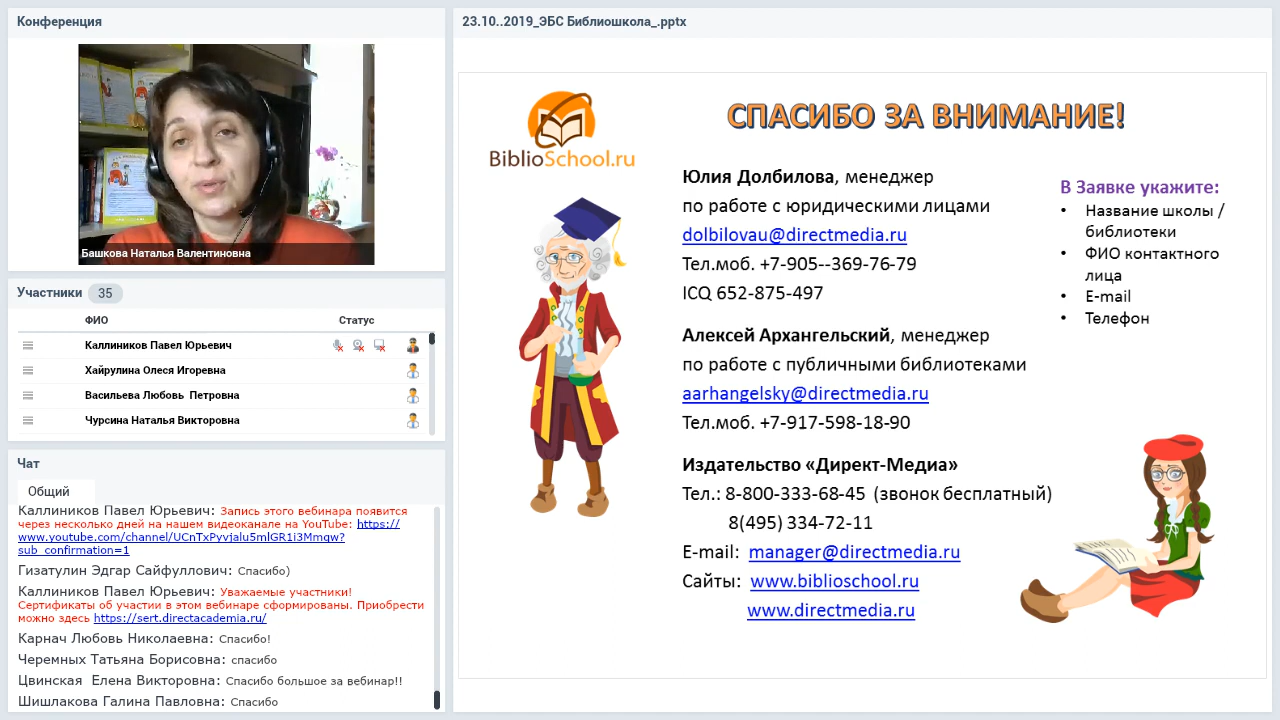 Конференция
Башкова Наталья Валентиновна
Участники 35
ФИО Статус
Каллиников Павел Юрьевич
Хайрулина Олеся Игоревна
Васильева Любовь Петровна
Чурсина Наталья Викторовна
Чат
Общий
Каллиников Павел Юрьевич: Запись этого вебинара появится
через несколько дней на нашем видеоканале на YouTube: https://
www.youtube.com/channel/UCnTxPyvjalu5mlGR1i3Mmqw?
sub_confirmation=1
Гизатулин Эдгар Сайфуллович: Спасибо)
Каллиников Павел Юрьевич: Уважаемые участники!
Сертификаты об участии в этом вебинаре сформированы. Приобрести
можно здесь https://sert.directacademia.ru/
Карнач Любовь Николаевна: Спасибо!
Черемных Татьяна Борисовна: спасибо
Цвинская Елена Викторовна: Спасибо большое за вебинар!!
Шишлакова Галина Павловна: Спасибо
23.10..2019_ЭБС Библиошкола_.pptx
BiblioSchool.ru
СПАСИБО ЗА ВНИМАНИЕ!
Юлия Долбилова, менеджер
по работе с юридическими лицами
dolbilovau@directmedia.ru
Тел.моб. +7-905--369-76-79
ICQ 652-875-497
Алексей Архангельский, менеджер
по работе с публичными библиотеками
aarhangelsky@directmedia.ru
Тел.моб. +7-917-598-18-90
Издательство «Директ-Медиа»
Тел.: 8-800-333-68-45 (звонок бесплатный)
8(495) 334-72-11
E-mail: manager@directmedia.ru
Сайты: www.biblioschool.ru
www.directmedia.ru
В Заявке укажите:
• Название школы /
библиотеки
• ФИО контактного
лица
• E-mail
• Телефон